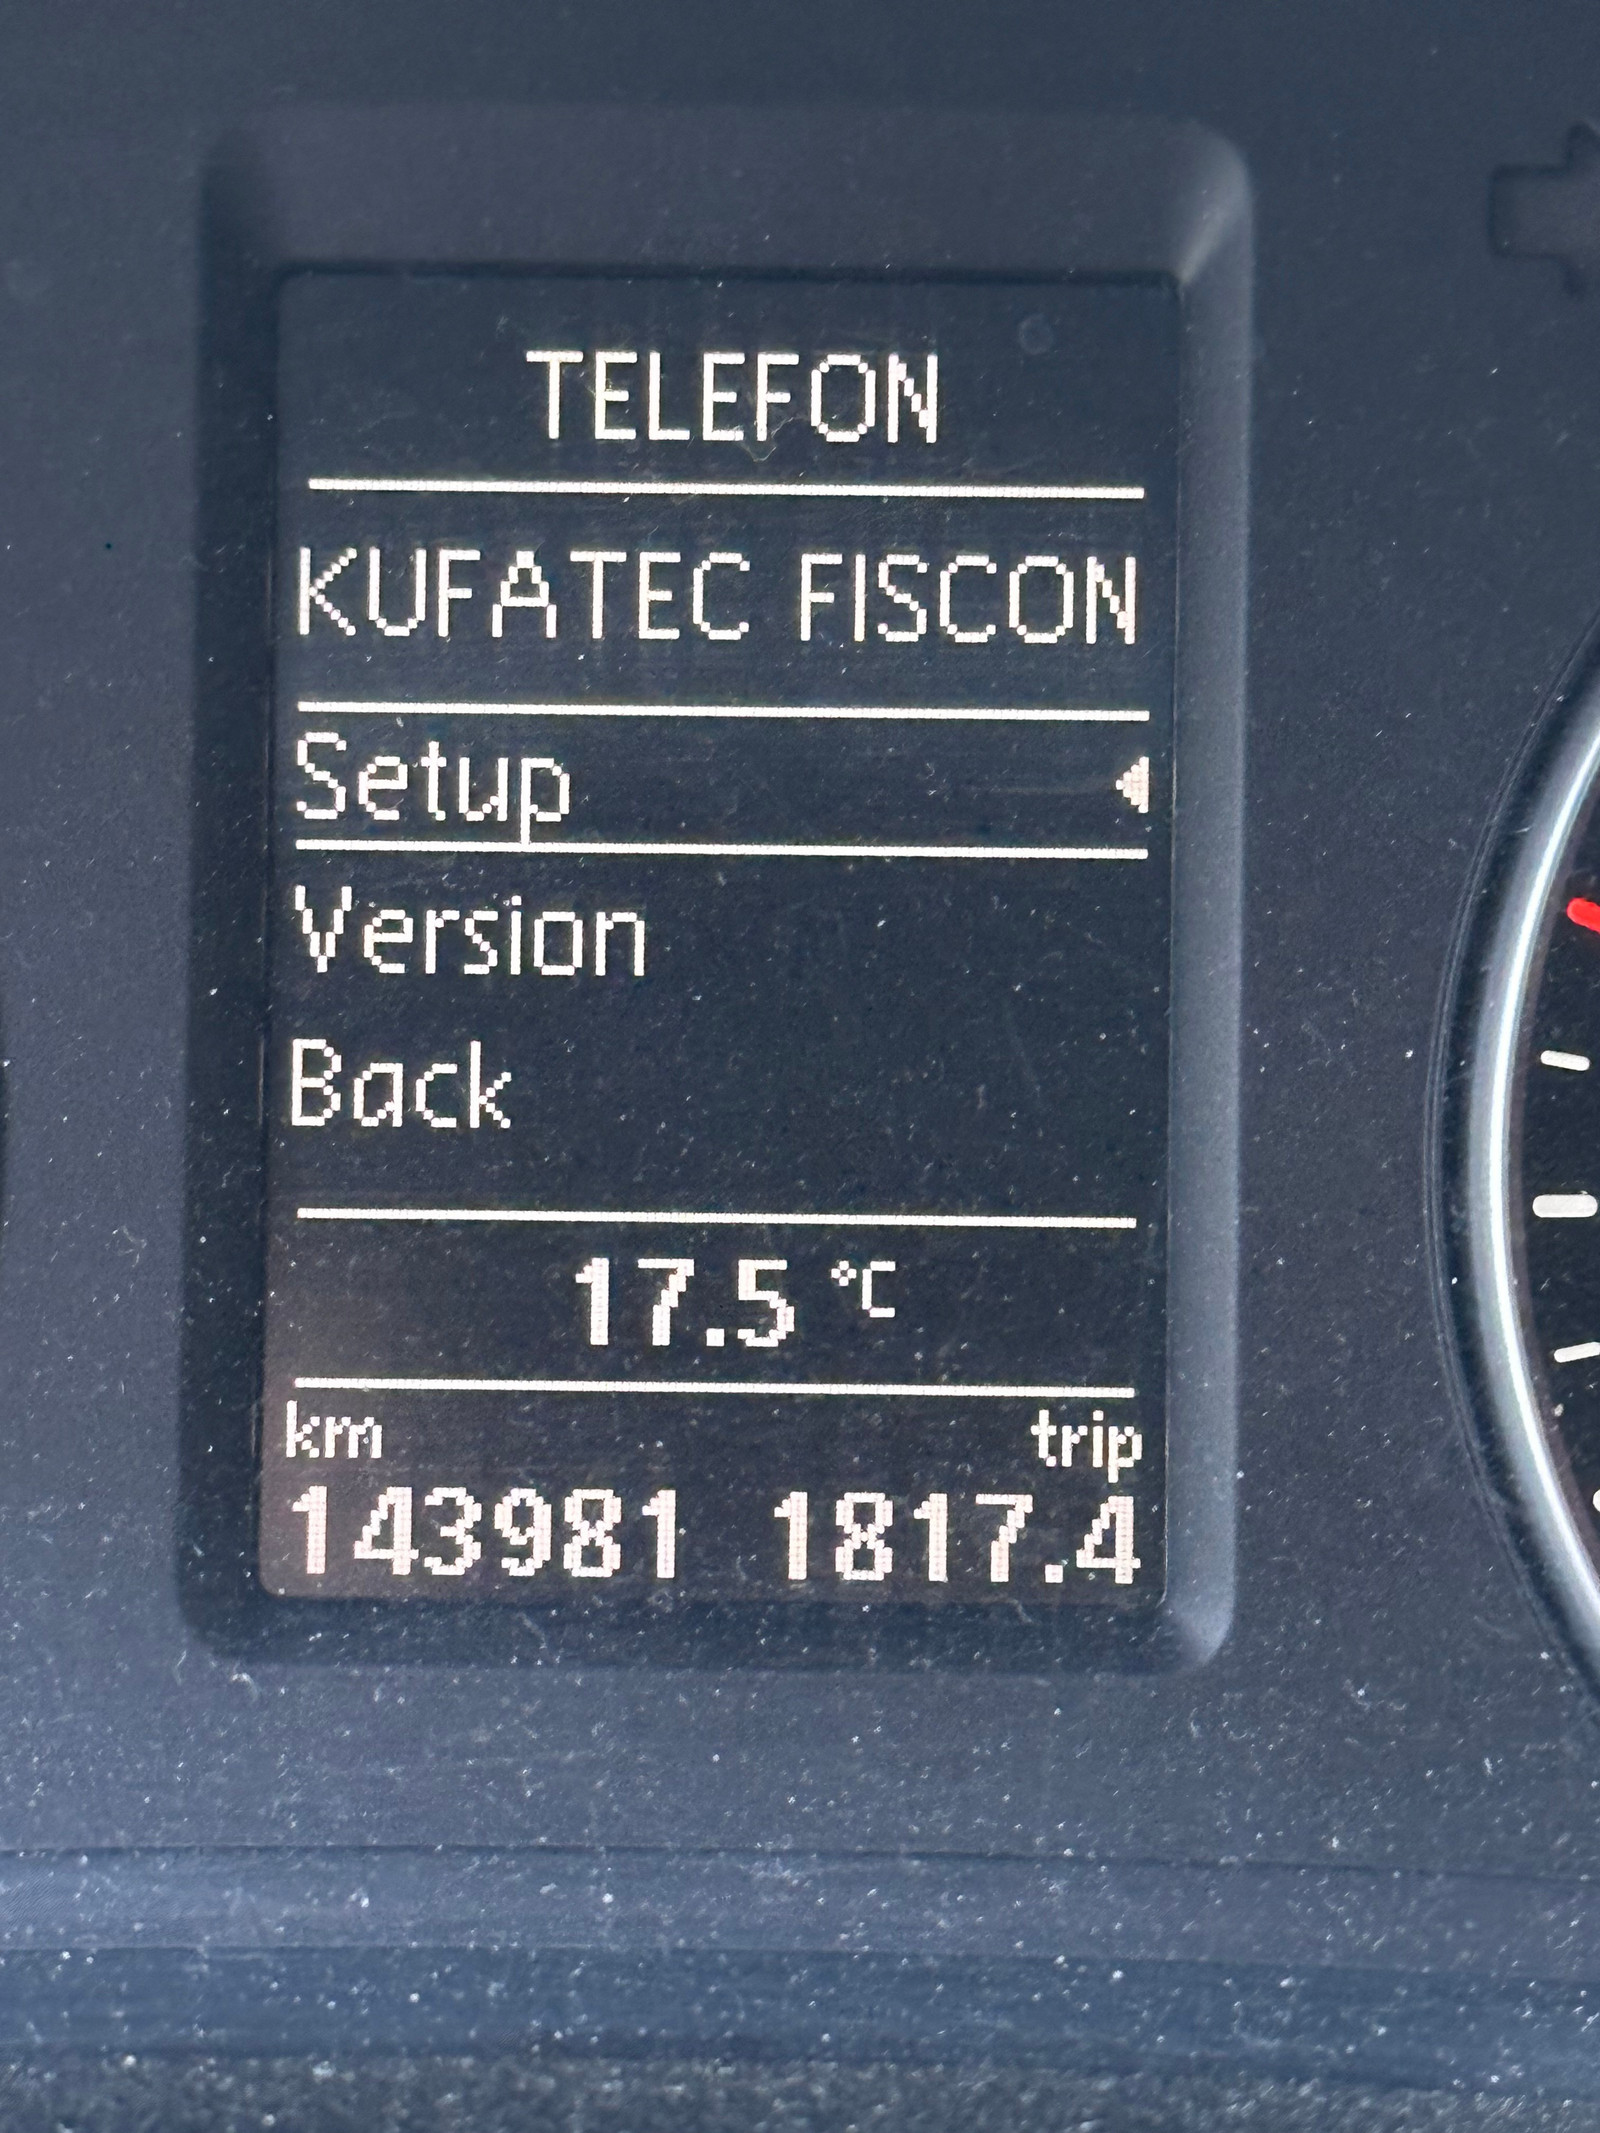 TELEFON
KUFATEC FISCON
Setup
Version
Back
17.5 °C
km trip
143981 1817.4